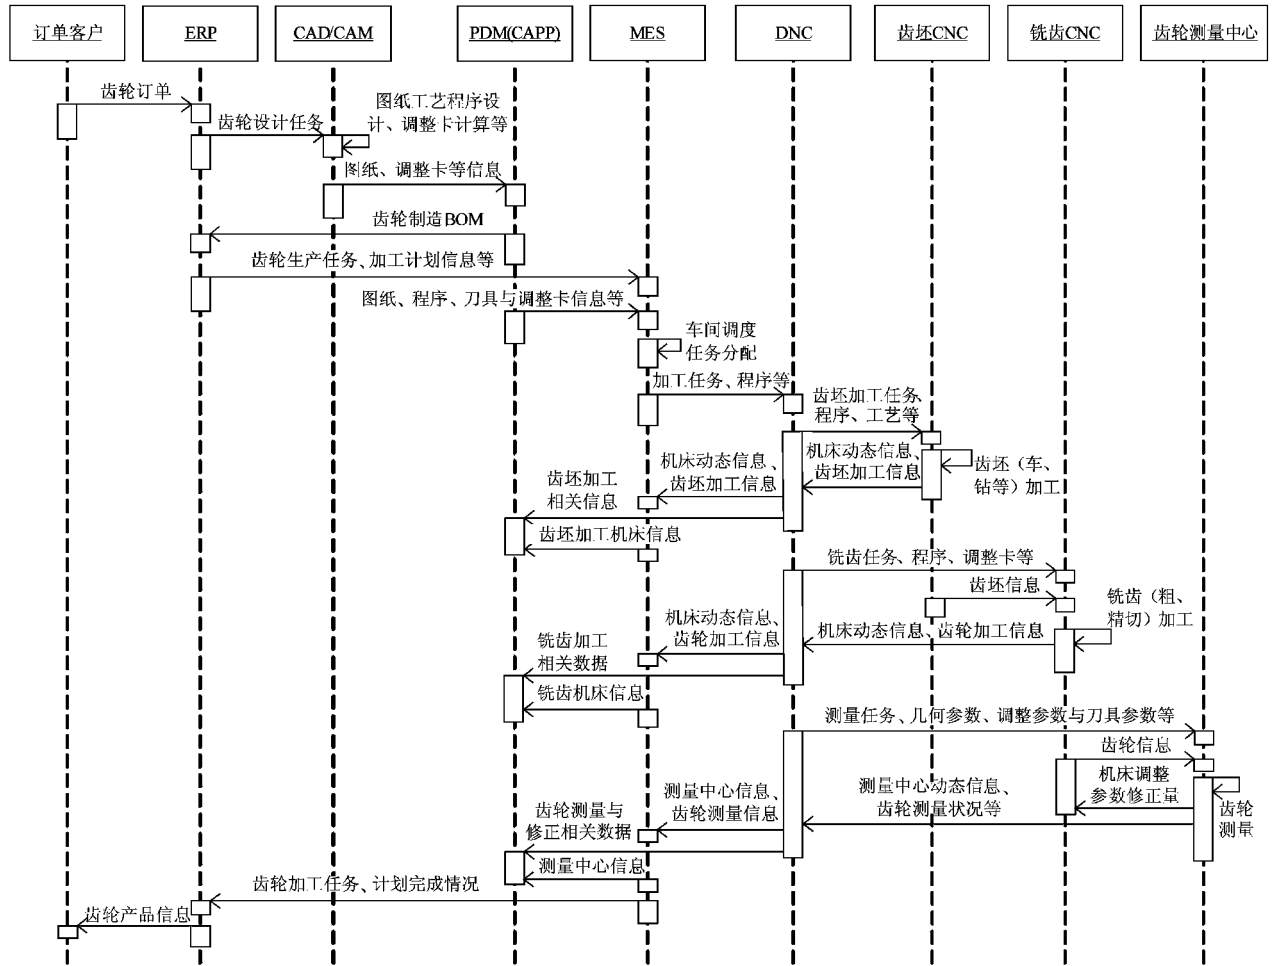 订单客户
ERP
CAD/CAM
PDM(CAPP)
MES
DNC
齿坯CNC
铣齿CNC
齿轮测量中心
齿轮订单
图纸工艺程序设
计、调整卡计算等
齿轮设计任务
图纸、调整卡等信息
齿轮制造BOM
齿轮生产任务、加工计划信息等
图纸、程序、刀具与调整卡信息等
车间调度
任务分配
加工任务、程序等
齿坯加工任务、
程序、工艺等
机床动态信息、
齿坯加工信息
齿坯（车、
钻等）加工
机床动态信息、
齿坯加工信息
齿坯加工
相关信息
齿坯加工机床信息
铣齿任务、程序、调整卡等
齿坯信息
铣齿（粗、
精切）加工
机床动态信息、齿轮加工信息
机床动态信息、
齿轮加工信息
铣齿加工
相关数据
铣齿机床信息
测量任务、几何参数、调整参数与刀具参数等
齿轮信息
机床调整
参数修正量
齿轮
测量
测量中心动态信息、
齿轮测量状况等
测量中心信息、
齿轮测量信息
齿轮测量与
修正相关数据
测量中心信息
齿轮加工任务、计划完成情况
齿轮产品信息